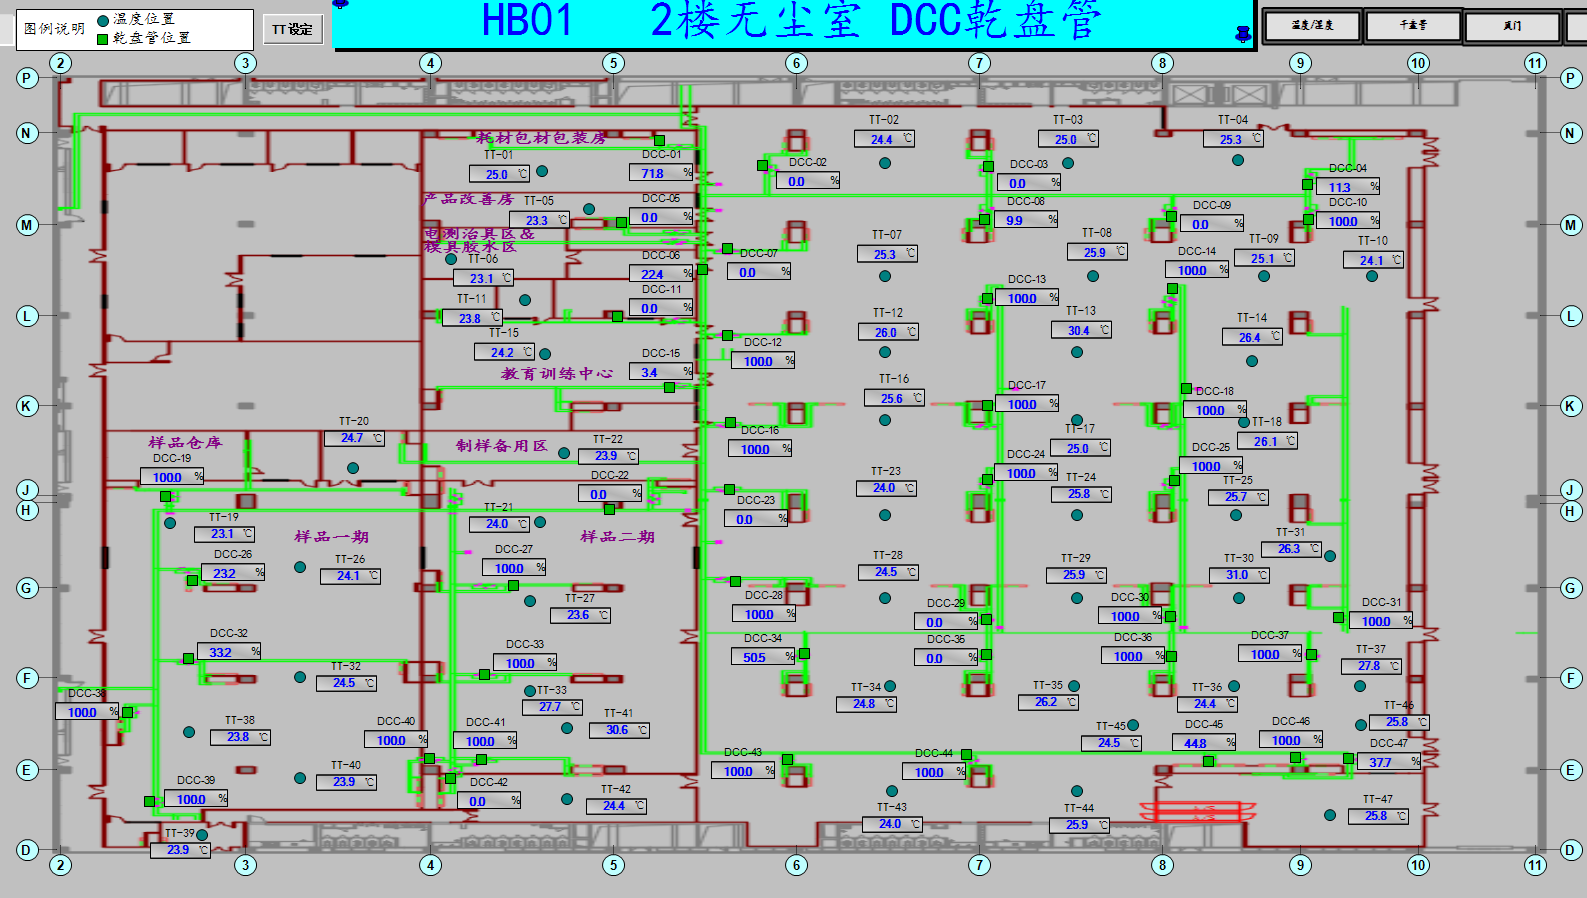 图例说明
温度位置
乾盘管位置
TT设定
HB01 2楼无尘室 DCC乾盘管
温度/湿度
干盘管
风门
2 3 4 5 6 7 8 9 10 11
P P
N N
M M
L L
K K
J J
H H
G G
F F
E E
D D
耗材包材包装房
TT-01
25.0 ℃
DCC-01
71.8 %
TT-02
24.4 ℃
DCC-02
0.0 %
TT-03
25.0 ℃
DCC-03
0.0 %
TT-04
25.3 ℃
DCC-04
11.3 %
产品改善房
TT-05
23.3 ℃
DCC-05
0.0 %
DCC-08
9.9 %
DCC-09
0.0 %
DCC-10
100.0 %
电测治具区&
模具胶水区
TT-06
23.1 ℃
DCC-06
22.4 %
TT-07
25.3 ℃
DCC-07
0.0 %
TT-08
25.9 ℃
DCC-14
100.0 %
TT-09
25.1 ℃
TT-10
24.1 ℃
TT-11
23.8 ℃
DCC-11
0.0 %
DCC-13
100.0 %
TT-12
26.0 ℃
DCC-12
100.0 %
TT-13
30.4 ℃
TT-14
26.4 ℃
TT-15
24.2 ℃
DCC-15
3.4 %
教育训练中心
TT-16
25.6 ℃
DCC-17
100.0 %
DCC-18
100.0 %
TT-20
24.7 ℃
样品仓库
制样备用区
TT-22
23.9 ℃
DCC-16
100.0 %
TT-17
25.0 ℃
TT-18
26.1 ℃
DCC-19
100.0 %
DCC-22
0.0 %
TT-23
24.0 ℃
DCC-24
100.0 %
DCC-25
100.0 %
TT-24
25.8 ℃
TT-25
25.7 ℃
DCC-23
0.0 %
TT-21
24.0 ℃
TT-19
23.1 ℃
样品一期
样品二期
DCC-26
23.2 %
TT-26
24.1 ℃
DCC-27
100.0 %
TT-28
24.5 ℃
TT-29
25.9 ℃
TT-31
26.3 ℃
TT-30
31.0 ℃
TT-27
23.6 ℃
DCC-28
100.0 %
DCC-29
0.0 %
DCC-30
100.0 %
DCC-31
100.0 %
DCC-32
33.2 %
DCC-33
100.0 %
DCC-34
50.5 %
DCC-35
0.0 %
DCC-36
100.0 %
DCC-37
100.0 %
TT-32
24.5 ℃
TT-33
27.7 ℃
TT-34
24.8 ℃
TT-35
26.2 ℃
TT-36
24.4 ℃
TT-37
27.8 ℃
DCC-38
100.0 %
TT-38
23.8 ℃
DCC-40
100.0 %
DCC-41
100.0 %
TT-41
30.6 ℃
TT-45
24.5 ℃
DCC-45
44.8 %
DCC-46
100.0 %
TT-46
25.8 ℃
DCC-47
37.7 %
DCC-43
100.0 %
DCC-44
100.0 %
DCC-39
100.0 %
TT-40
23.9 ℃
DCC-42
0.0 %
TT-42
24.4 ℃
TT-43
24.0 ℃
TT-44
25.9 ℃
TT-47
25.8 ℃
TT-39
23.9 ℃
2 3 4 5 6 7 8 9 10 11